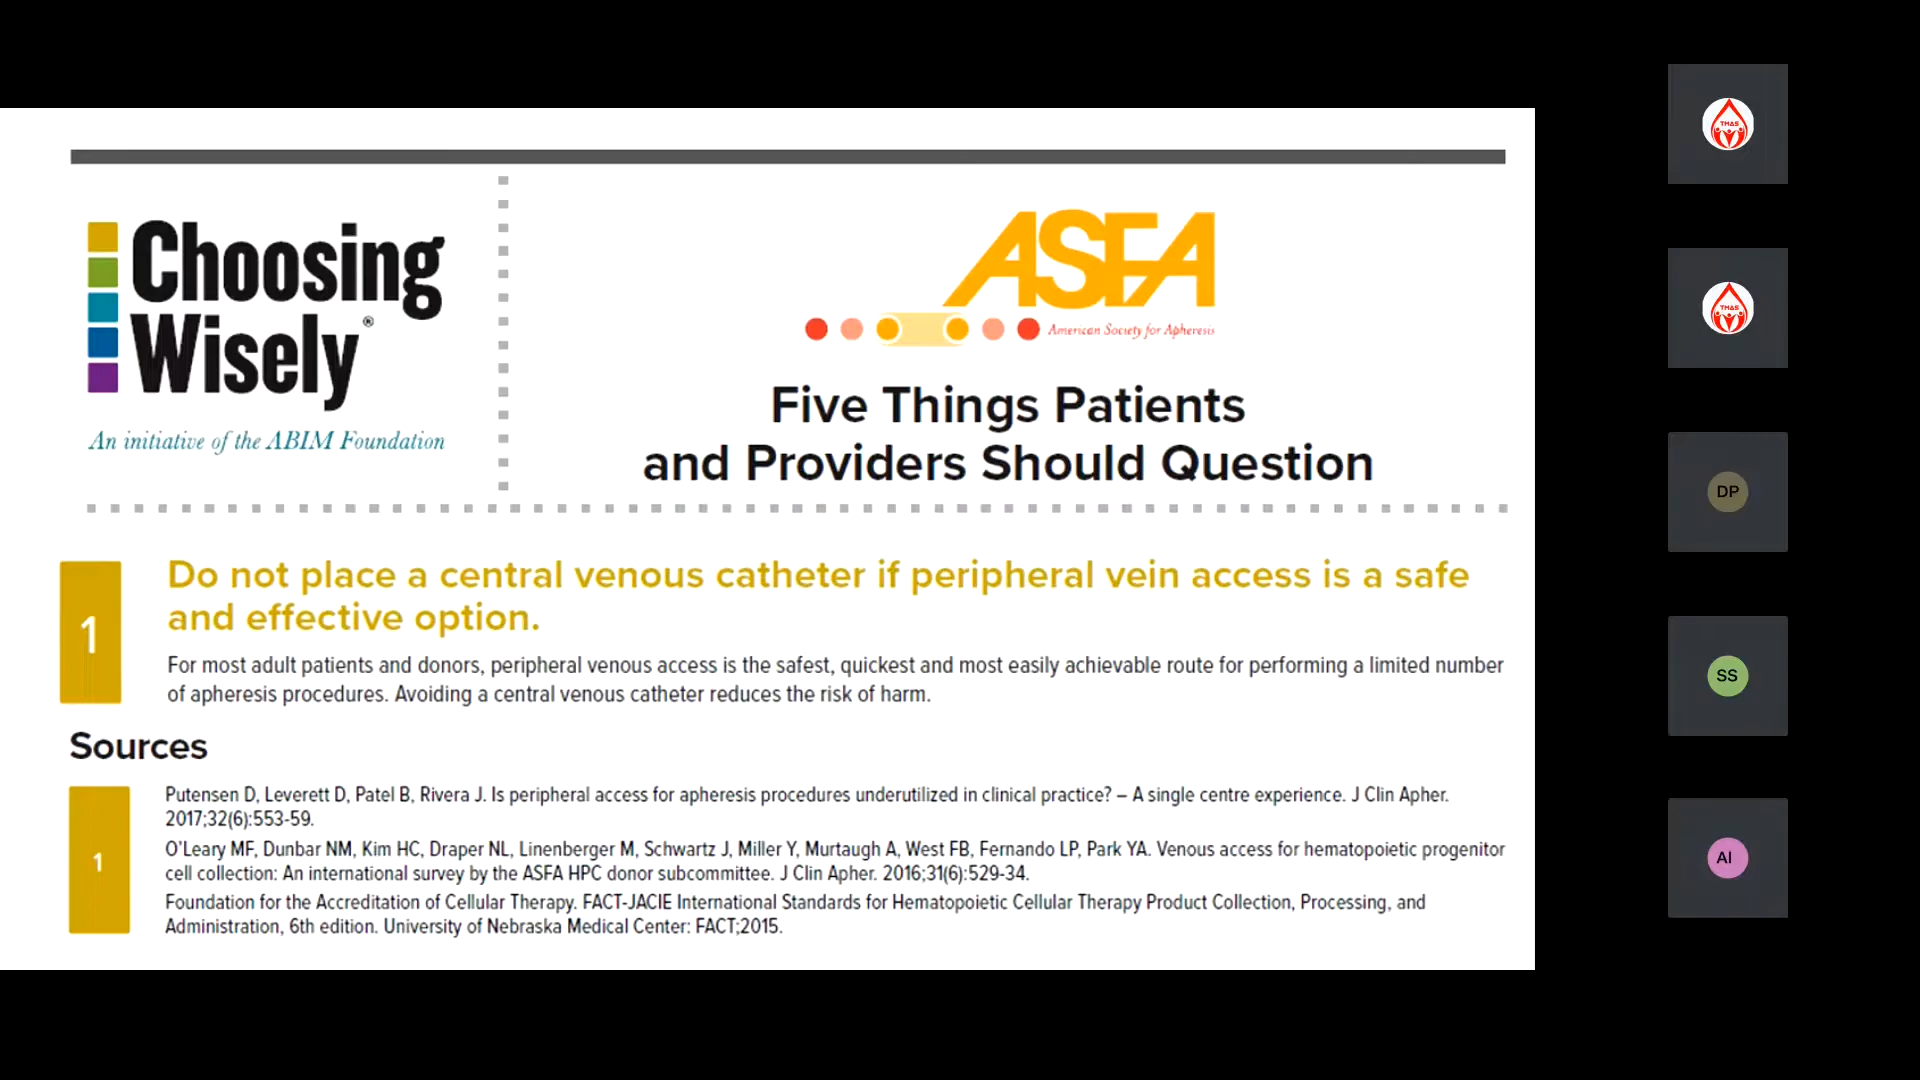 Choosing
Wisely®
An initiative of the ABIM Foundation
ASFA
American Society for Apheresis
Five Things Patients
and Providers Should Question
1
Do not place a central venous catheter if peripheral vein access is a safe
and effective option.
For most adult patients and donors, peripheral venous access is the safest, quickest and most easily achievable route for performing a limited number
of apheresis procedures. Avoiding a central venous catheter reduces the risk of harm.
Sources
1
Putensen D, Leverett D, Patel B, Rivera J. Is peripheral access for apheresis procedures underutilized in clinical practice? – A single centre experience. J Clin Apher.
2017;32(6):553-59.
O'Leary MF, Dunbar NM, Kim HC, Draper NL, Linenberger M, Schwartz J, Miller Y, Murtaugh A, West FB, Fernando LP, Park YA. Venous access for hematopoietic progenitor
cell collection: An international survey by the ASFA HPC donor subcommittee. J Clin Apher. 2016;31(6):529-34.
Foundation for the Accreditation of Cellular Therapy. FACT-JACIE International Standards for Hematopoietic Cellular Therapy Product Collection, Processing, and
Administration, 6th edition. University of Nebraska Medical Center: FACT;2015.
TMAS
TMAS
DP
SS
AI